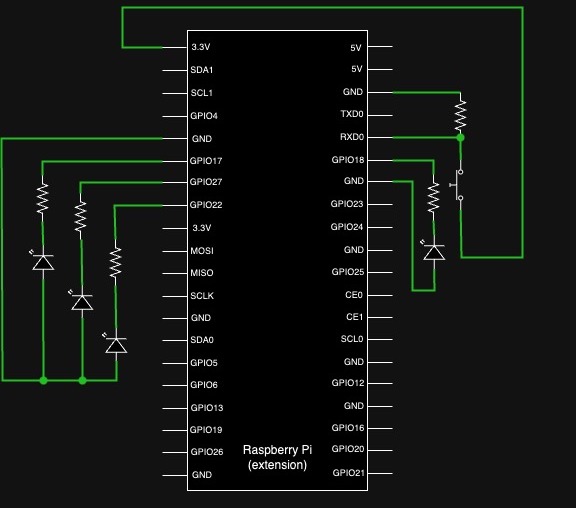 3.3V
SDA1
SCL1
GPIO4
GND
GPIO17
GPIO27
GPIO22
3.3V
MOSI
MISO
SCLK
GND
SDA0
GPIO5
GPIO6
GPIO13
GPIO19
GPIO26
GND
5V
5V
GND
TXD0
RXD0
GPIO18
GND
GPIO23
GPIO24
GND
GPIO25
CE0
CE1
SCL0
GND
GPIO12
GND
GPIO16
GPIO20
GPIO21
Raspberry Pi
(extension)